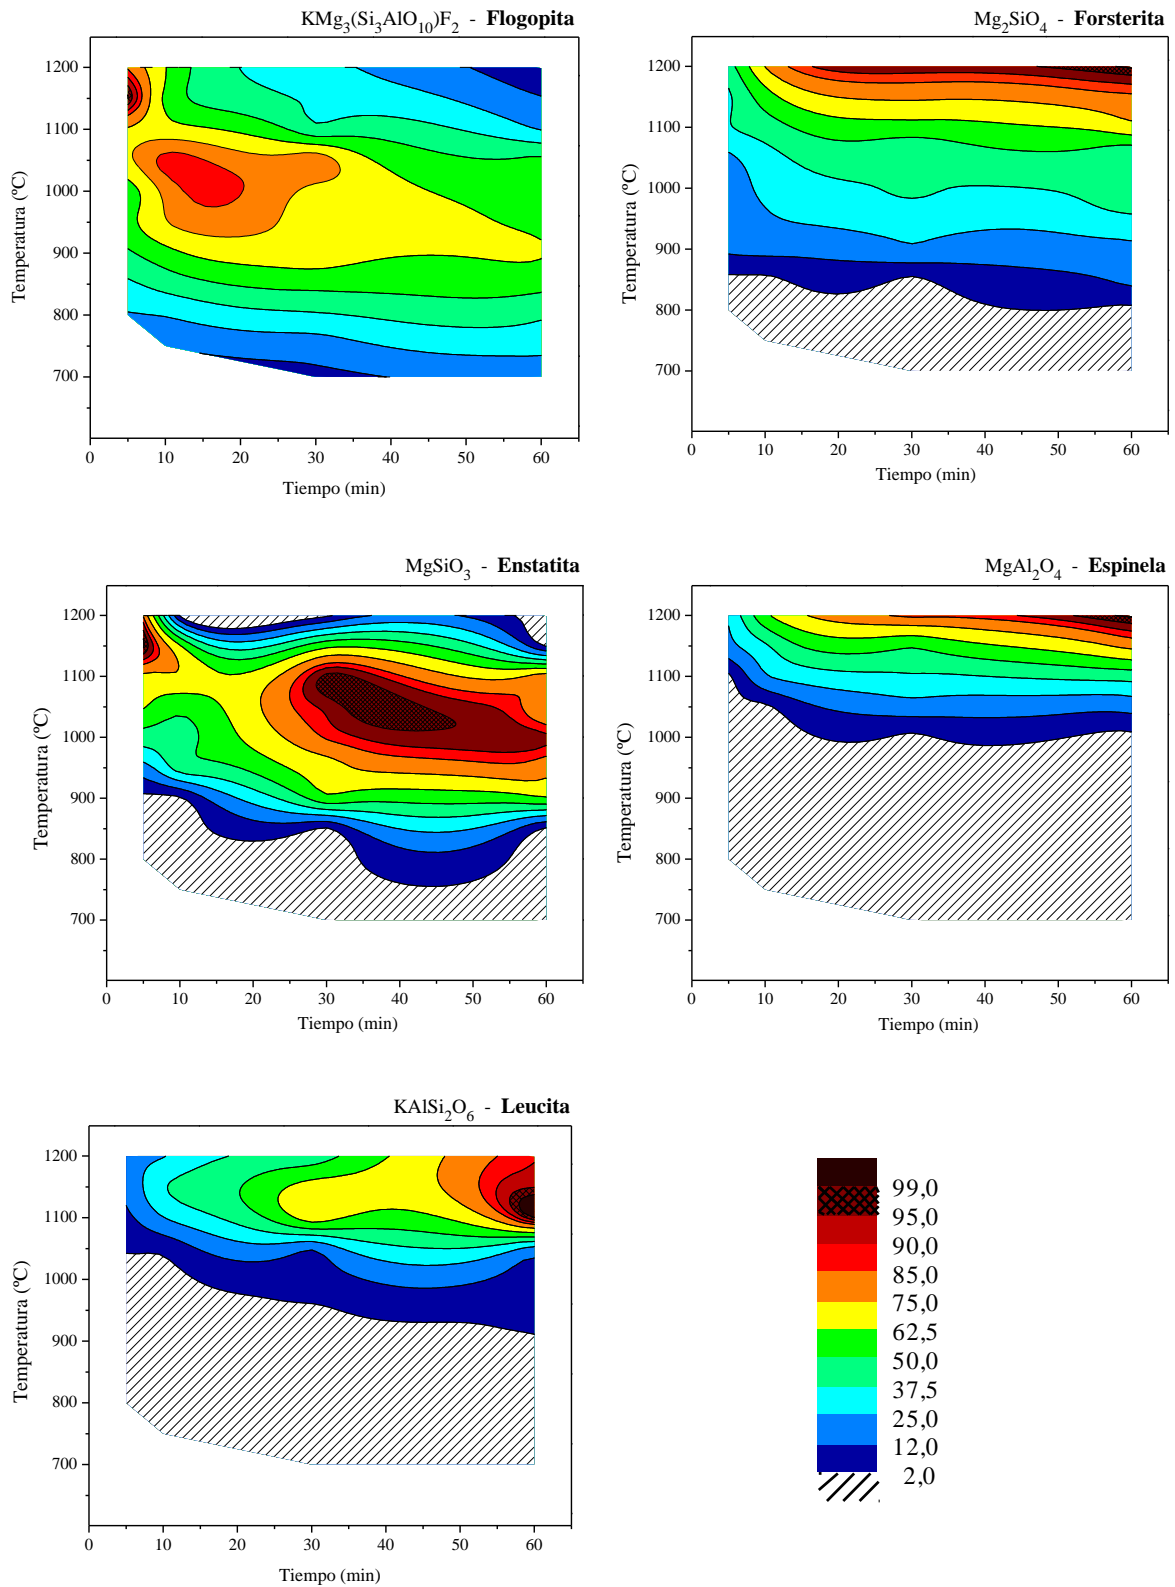 KMg3(Si3AlO10)F2 - Flogopita
1200
1100
1000
900
800
700
0 10 20 30 40 50 60
Temperatura (ºC)
Tiempo (min)
Mg2SiO4 - Forsterita
1200
1100
1000
900
800
700
0 10 20 30 40 50 60
Temperatura (ºC)
Tiempo (min)
MgSiO3 - Enstatita
1200
1100
1000
900
800
700
0 10 20 30 40 50 60
Temperatura (ºC)
Tiempo (min)
MgAl2O4 - Espinela
1200
1100
1000
900
800
700
0 10 20 30 40 50 60
Temperatura (ºC)
Tiempo (min)
KAlSi2O6 - Leucita
1200
1100
1000
900
800
700
0 10 20 30 40 50 60
Temperatura (ºC)
Tiempo (min)
99,0
95,0
90,0
85,0
75,0
62,5
50,0
37,5
25,0
12,0
2,0